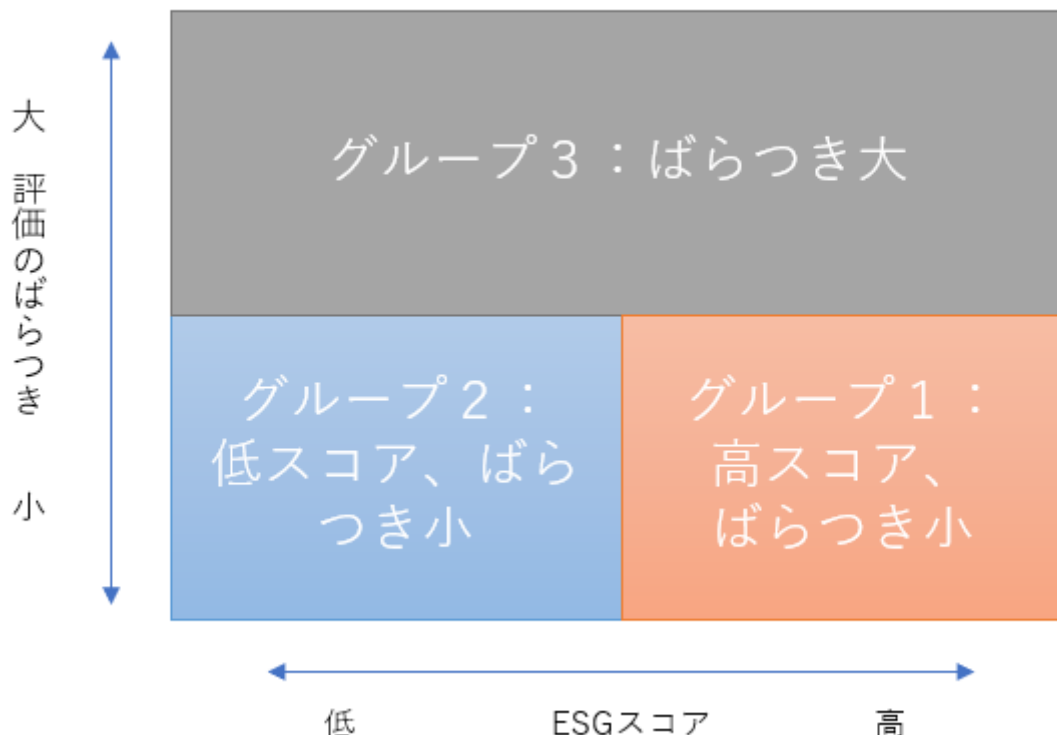 グループ３：ばらつき大
大 評価のばらつき 小
グループ２：
低スコア、ばら
つき小
グループ１：
高スコア、
ばらつき小
低 ESGスコア 高